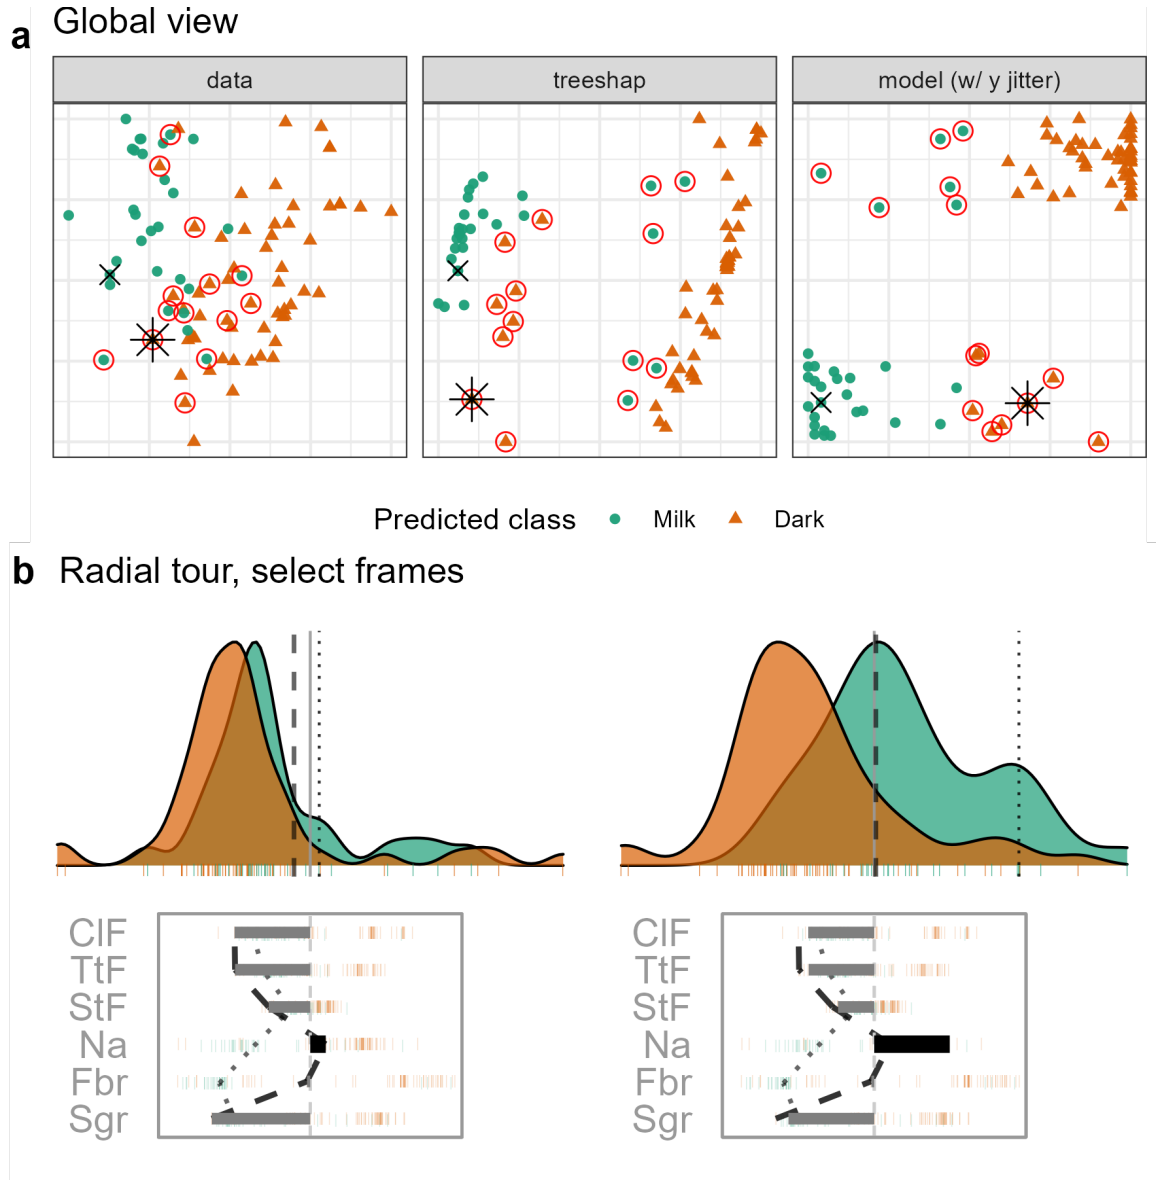 a Global view
data treeshap model (w/ y jitter)
Predicted class Milk Dark
b Radial tour, select frames
ClF ClF
TtF TtF
StF StF
Na Na
Fbr Fbr
Sgr Sgr